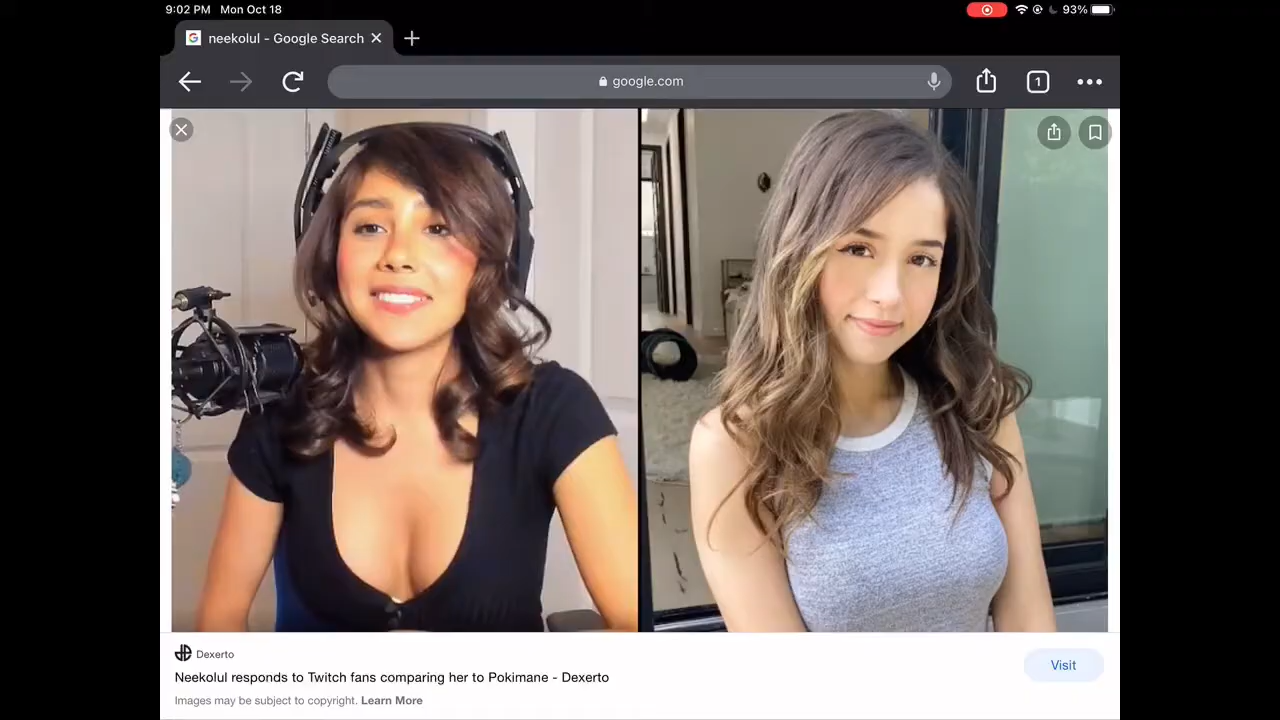 9:02 PM Mon Oct 18
93%
neekolul - Google Search
google.com
1
Dexerto
Neekolul responds to Twitch fans comparing her to Pokimane - Dexerto
Images may be subject to copyright. Learn More
Visit